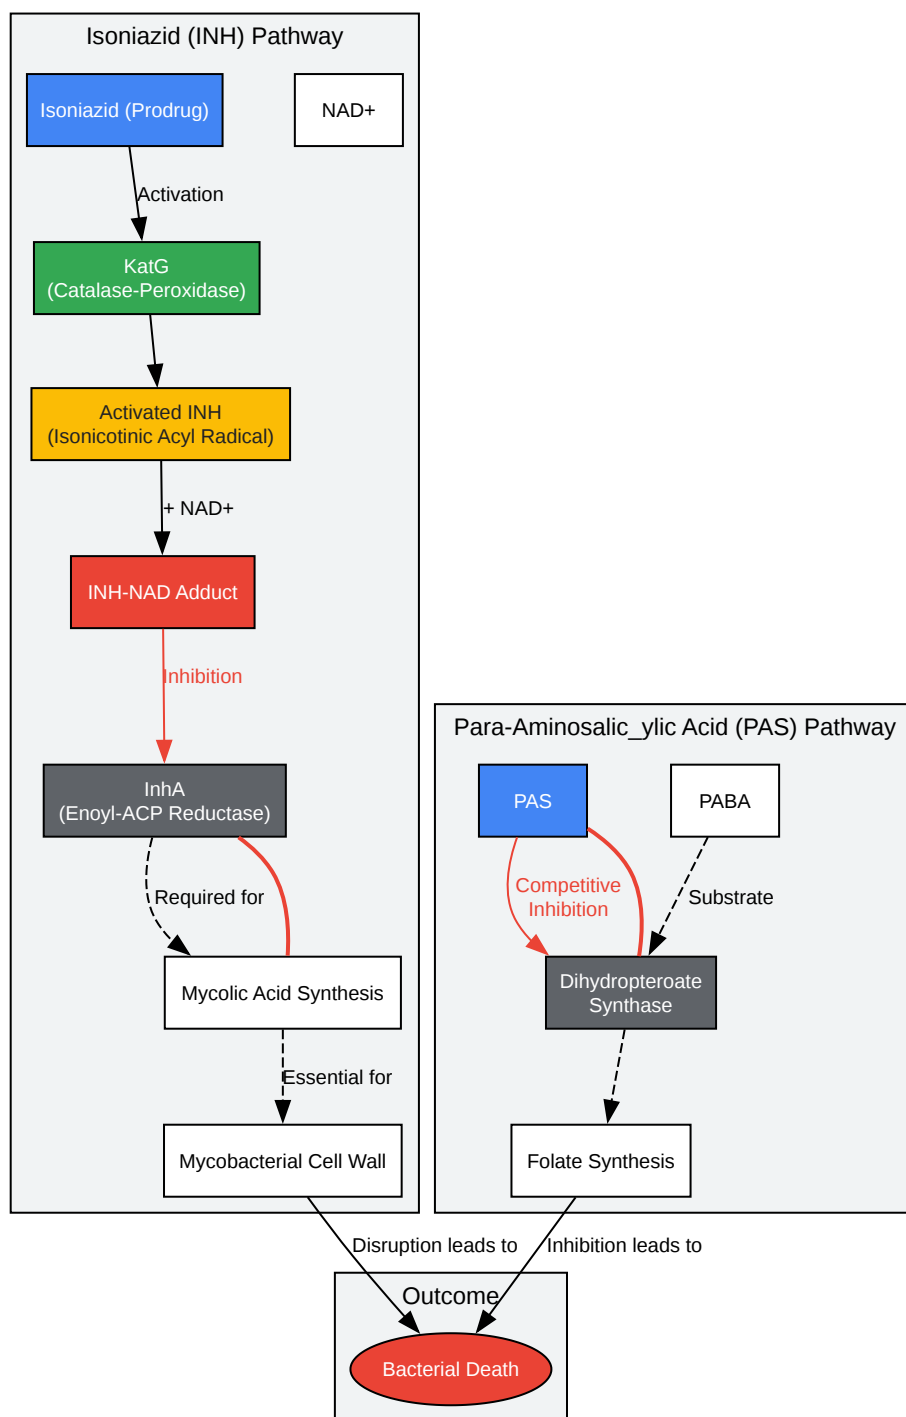 Isoniazid (INH) Pathway
Isoniazid (Prodrug)
NAD+
Activation
KatG
(Catalase-Peroxidase)
Activated INH
(Isonicotinic Acyl Radical)
+ NAD+
INH-NAD Adduct
Inhibition
InhA
(Enoyl-ACP Reductase)
Required for
Mycolic Acid Synthesis
Essential for
Mycobacterial Cell Wall
Para-Aminosalic_ylic Acid (PAS) Pathway
PAS
PABA
Competitive
Inhibition
Substrate
Dihydropteroate
Synthase
Folate Synthesis
Disruption leads to
Inhibition leads to
Outcome
Bacterial Death